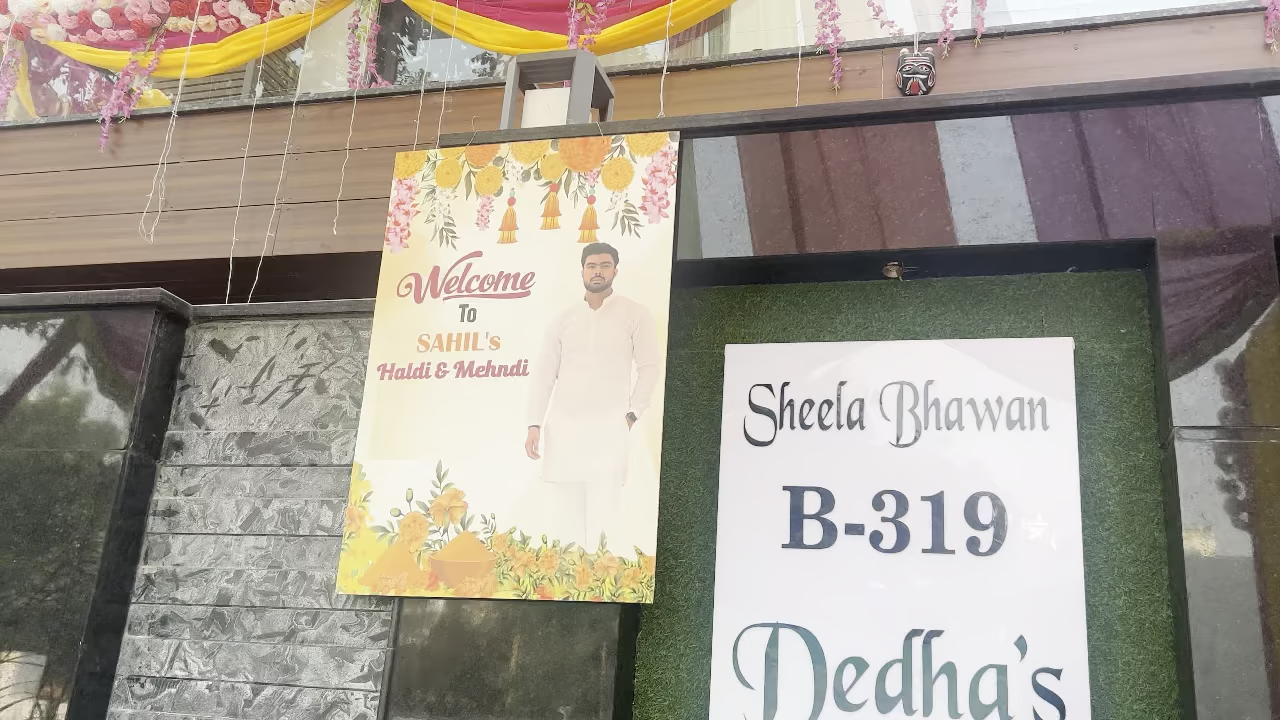 Welcome
To
SAHIL's
Haldi & Mehndi
Sheela Bhawan
B-319
Dedha's